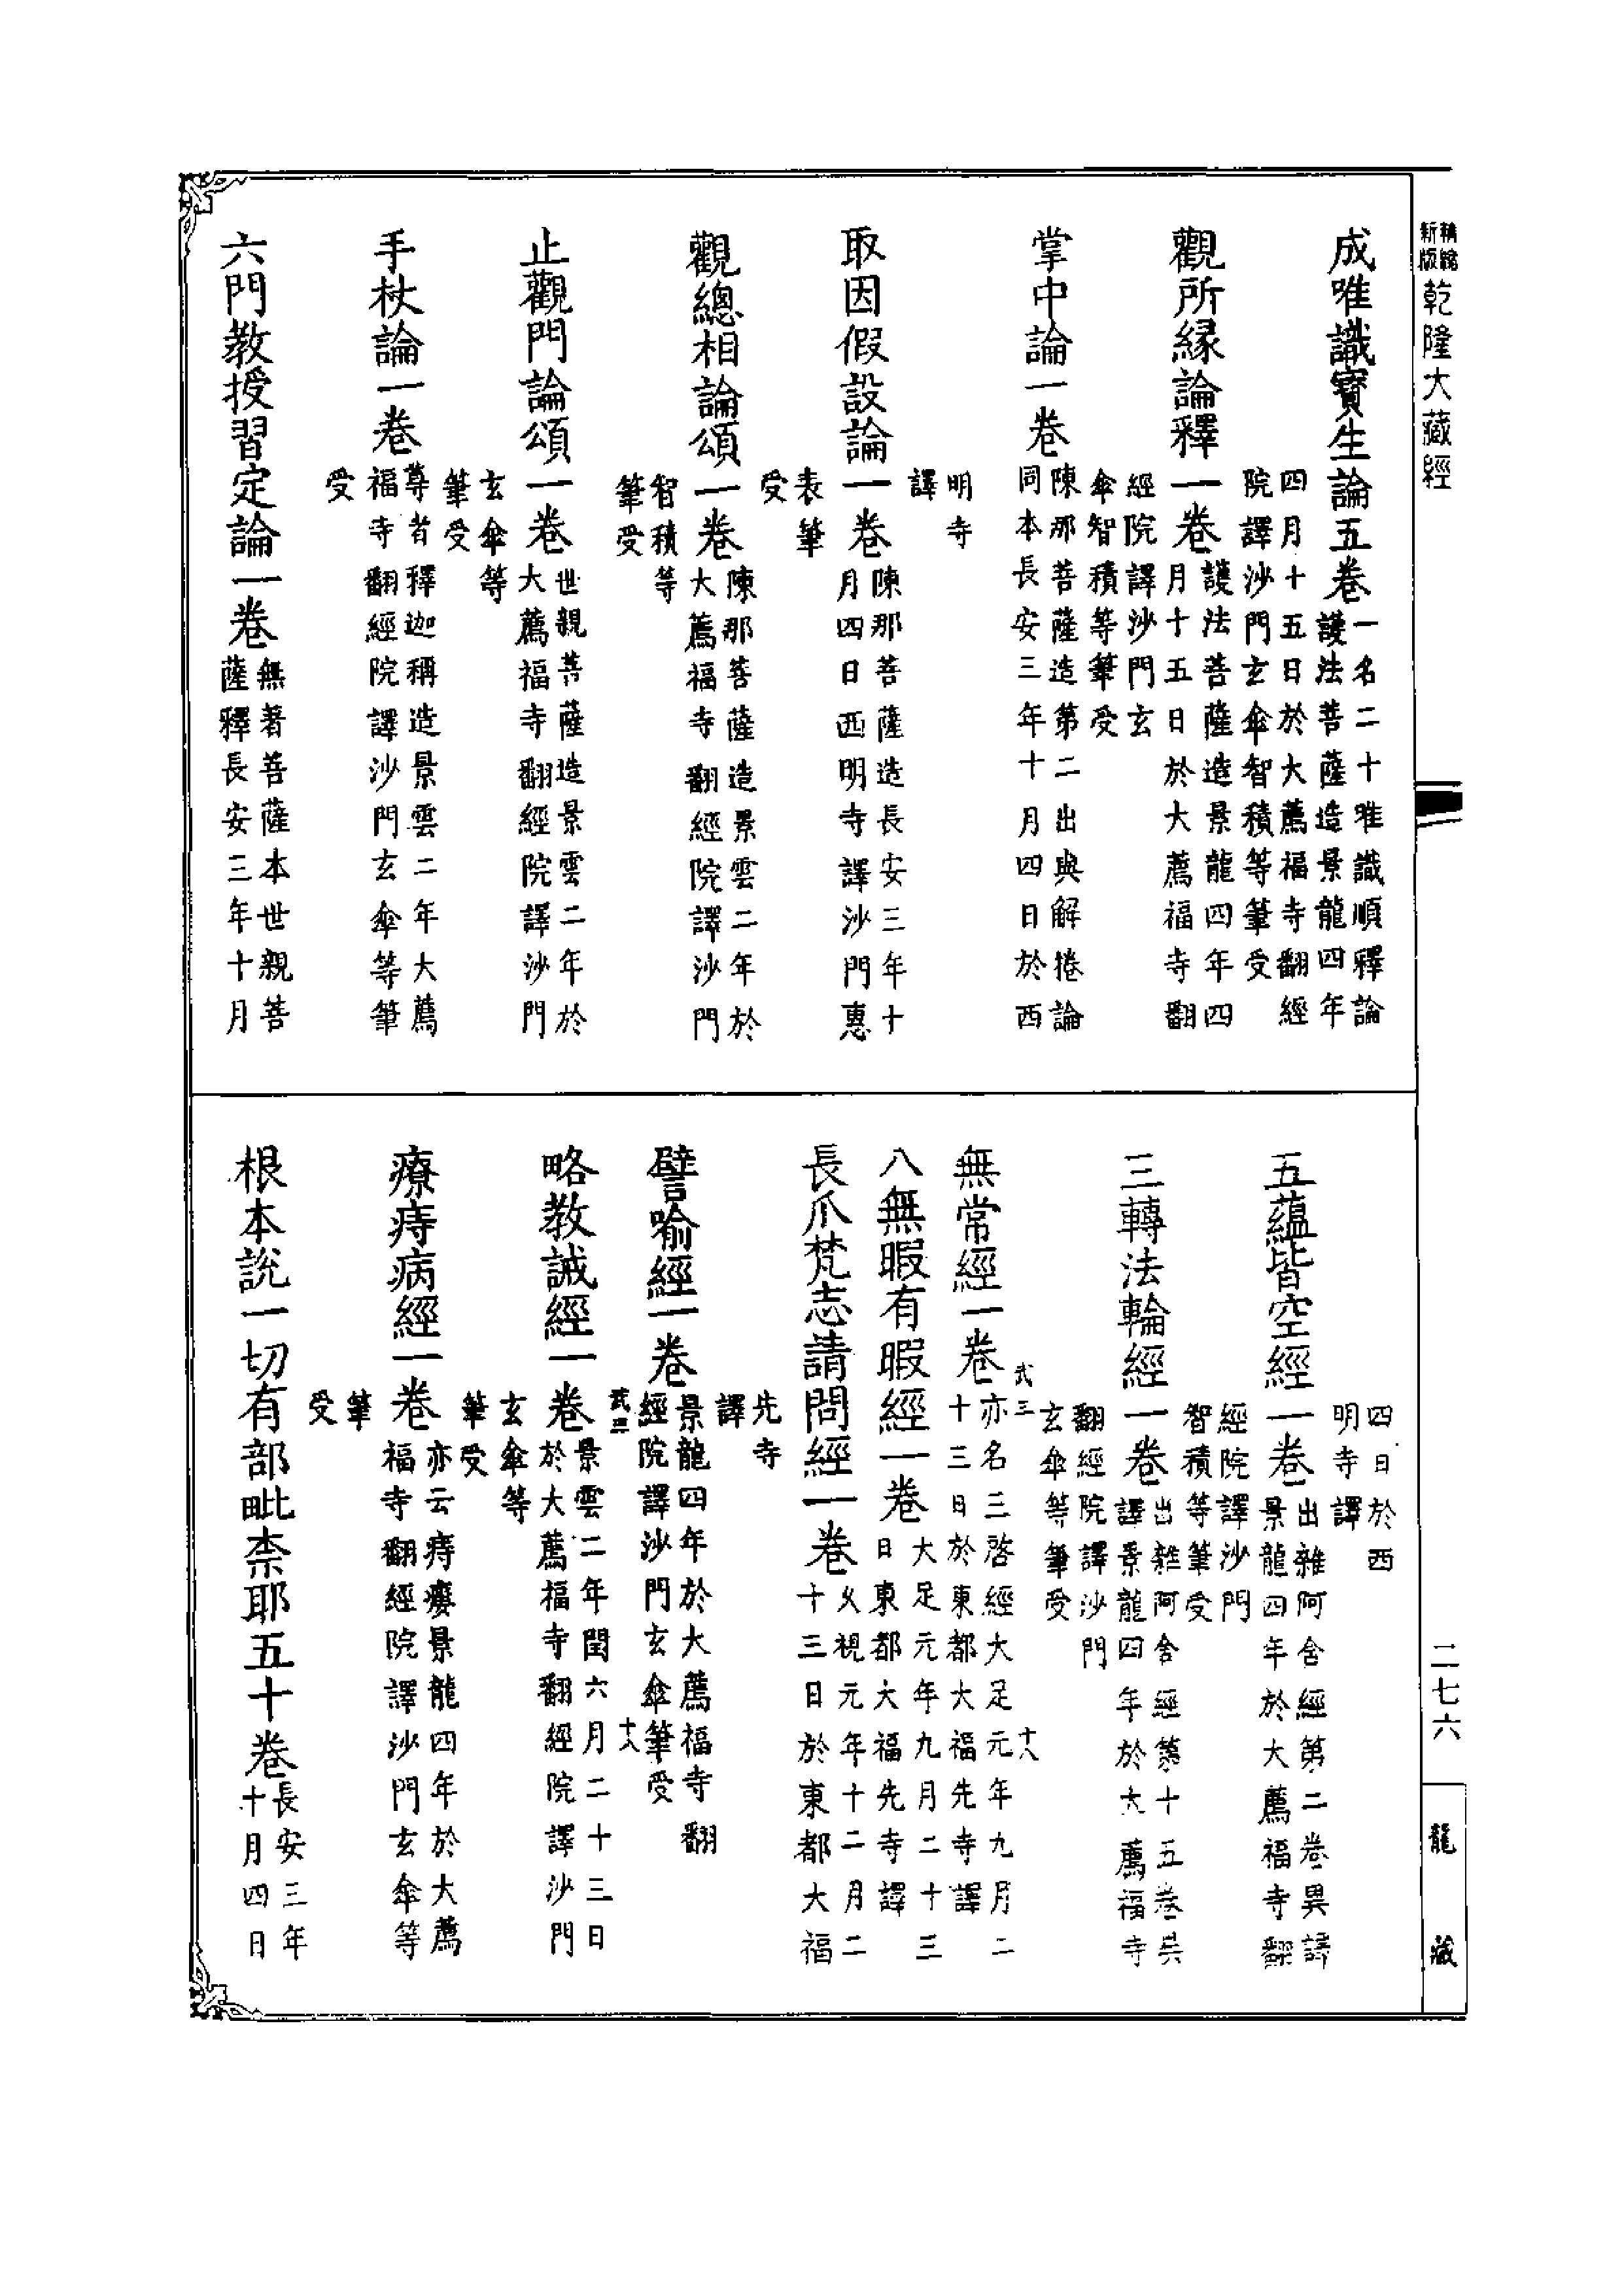 新版
乾隆大藏經
二七六
龍藏
成唯識寶生論五卷一名二十唯識順釋論
護法菩薩造景龍四年
四月十五日於大薦福寺翻經
院譯沙門玄傘智積等筆受
觀所緣論釋一卷護法菩薩造景龍四年四
月十五日於大薦福寺翻
經院譯沙門玄
傘智積等筆受
掌中論一卷陳那菩薩造第二出與解捲論
同本長安三年十月四日於西
明寺
譯
取因假設論一卷陳那菩薩造長安三年十
月四日西明寺譯沙門惠
表筆
受
觀總相論頌一卷陳那菩薩造景雲二年於
大薦福寺翻經院譯沙門
智積等
筆受
止觀門論頌一卷世親菩薩造景雲二年於
大薦福寺翻經院譯沙門
玄傘等
筆受
手杖論一卷尊者釋迦稱造景雲二年大薦
福寺翻經院譯沙門玄傘等筆
受
六門教授習定論一卷無著菩薩本世親菩
薩釋長安三年十月
四日於西
明寺譯
五蘊皆空經一卷出雜阿含經第二卷異譯
景龍四年於大薦福寺翻
經院譯沙門
智積等筆受
三轉法輪經一卷出雜阿含經第十五卷異
譯景龍四年於大薦福寺
翻經院譯沙門
玄傘等筆受
武三
十八
無常經一卷亦名三啓經大足元年九月二
十三日於東都大福先寺譯
八無暇有暇經一卷大足元年九月二十三
日東都大福先寺譯
長爪梵志請問經一卷久視元年十二月二
十三日於東都大福
先寺
譯
譬喻經一卷景龍四年於大薦福寺翻
經院譯沙門玄傘筆受
武三
十八
略教誡經一卷景雲二年閏六月二十三日
於大薦福寺翻經院譯沙門
玄傘等
筆受
療痔病經一卷亦云痔瘻景龍四年於大薦
福寺翻經院譯沙門玄傘等
筆
受
根本說一切有部毗柰耶五十卷長安三年
十月四日